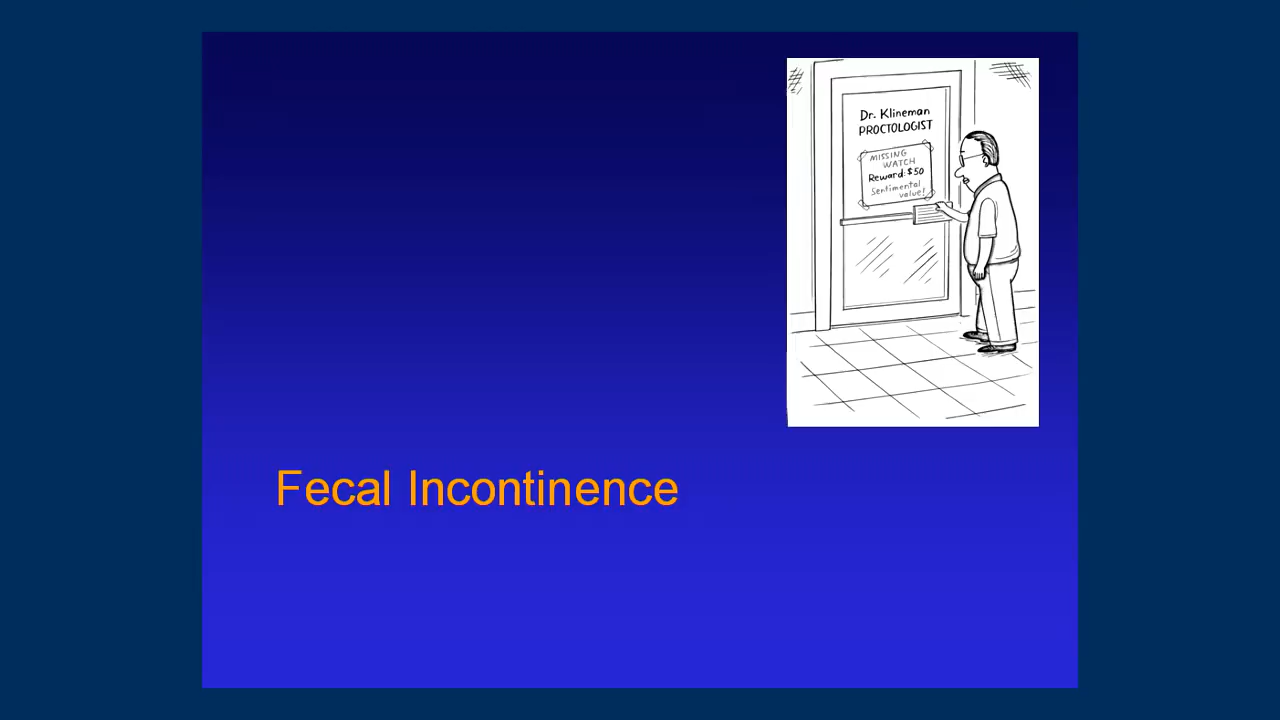 Dr. Klineman
PROCTOLOGIST
MISSING
WATCH
Reward: $50
Sentimental
value!
Fecal Incontinence